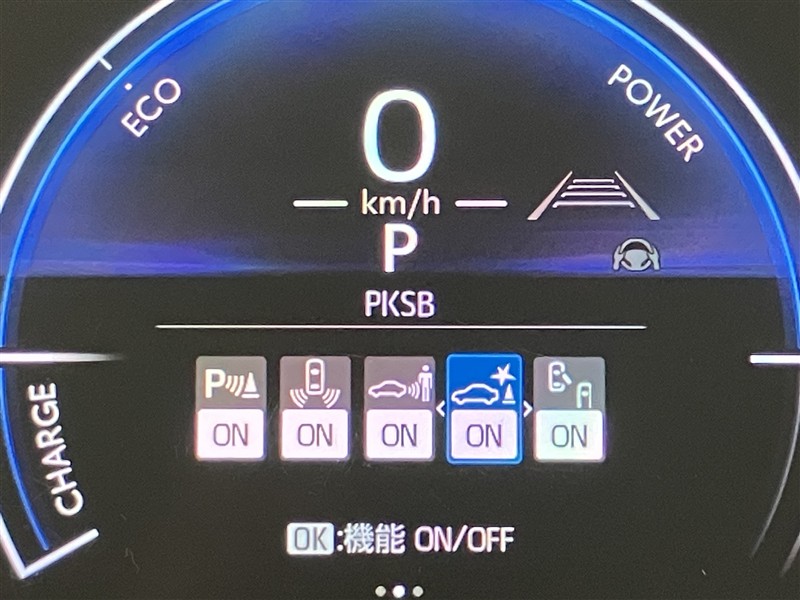 ECO
POWER
0
km/h
P
PKSB
P
ON ON ON ON ON
CHARGE
OK:機能 ON/OFF